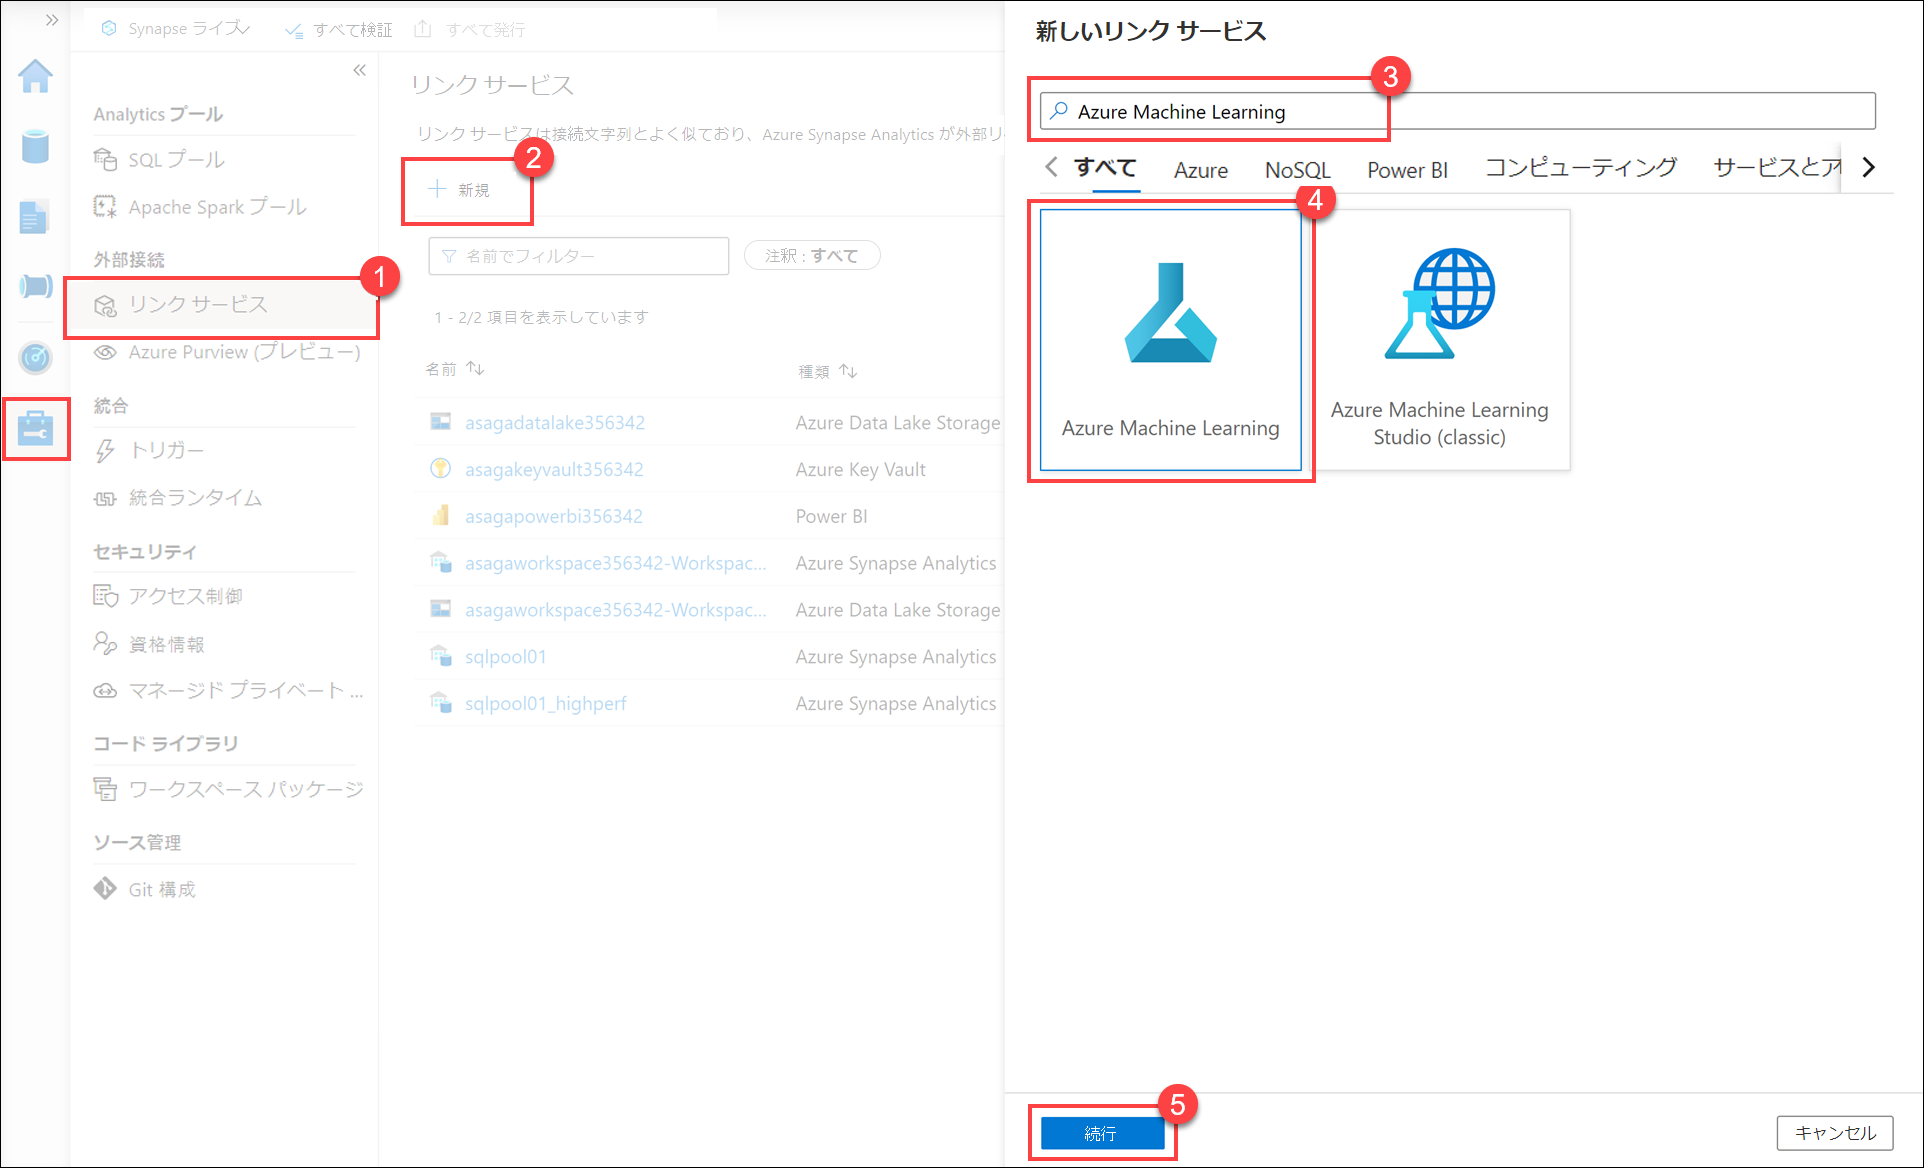 Synapse ライブ
すべて検証
すべて発行
Analytics プール
SQL プール
Apache Spark プール
外部接続
リンク サービス
1
Azure Purview (プレビュー)
統合
トリガー
統合ランタイム
セキュリティ
アクセス制御
資格情報
マネージド プライベート ...
コード ライブラリ
ワークスペース パッケージ
ソース管理
Git 構成
リンク サービス
リンク サービスは接続文字列とよく似ており、Azure Synapse Analytics が外部リ
2
新規
名前でフィルター
注釈 : すべて
1 - 2/2 項目を表示しています
名前 種類
asagadatalake356342 Azure Data Lake Storage
asagakeyvault356342 Azure Key Vault
asagapowerbi356342 Power BI
asagaworkspace356342-Workspac... Azure Synapse Analytics
asagaworkspace356342-Workspac... Azure Data Lake Storage
sqlpool01 Azure Synapse Analytics
sqlpool01_highperf Azure Synapse Analytics
新しいリンク サービス
3
Azure Machine Learning
すべて Azure NoSQL Power BI コンピューティング サービスとア
4
Azure Machine Learning
Azure Machine Learning
Studio (classic)
5
続行
キャンセル